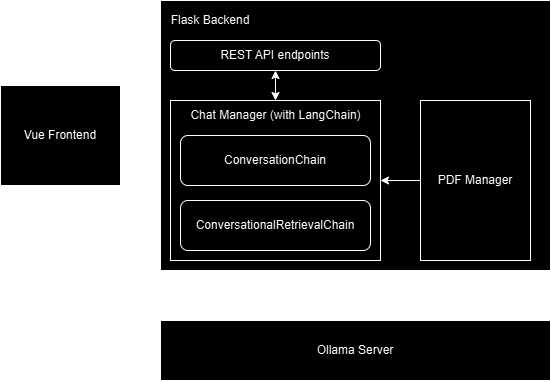 Flask Backend
REST API endpoints
Chat Manager (with LangChain)
Vue Frontend
ConversationChain
PDF Manager
ConversationalRetrievalChain
Ollama Server